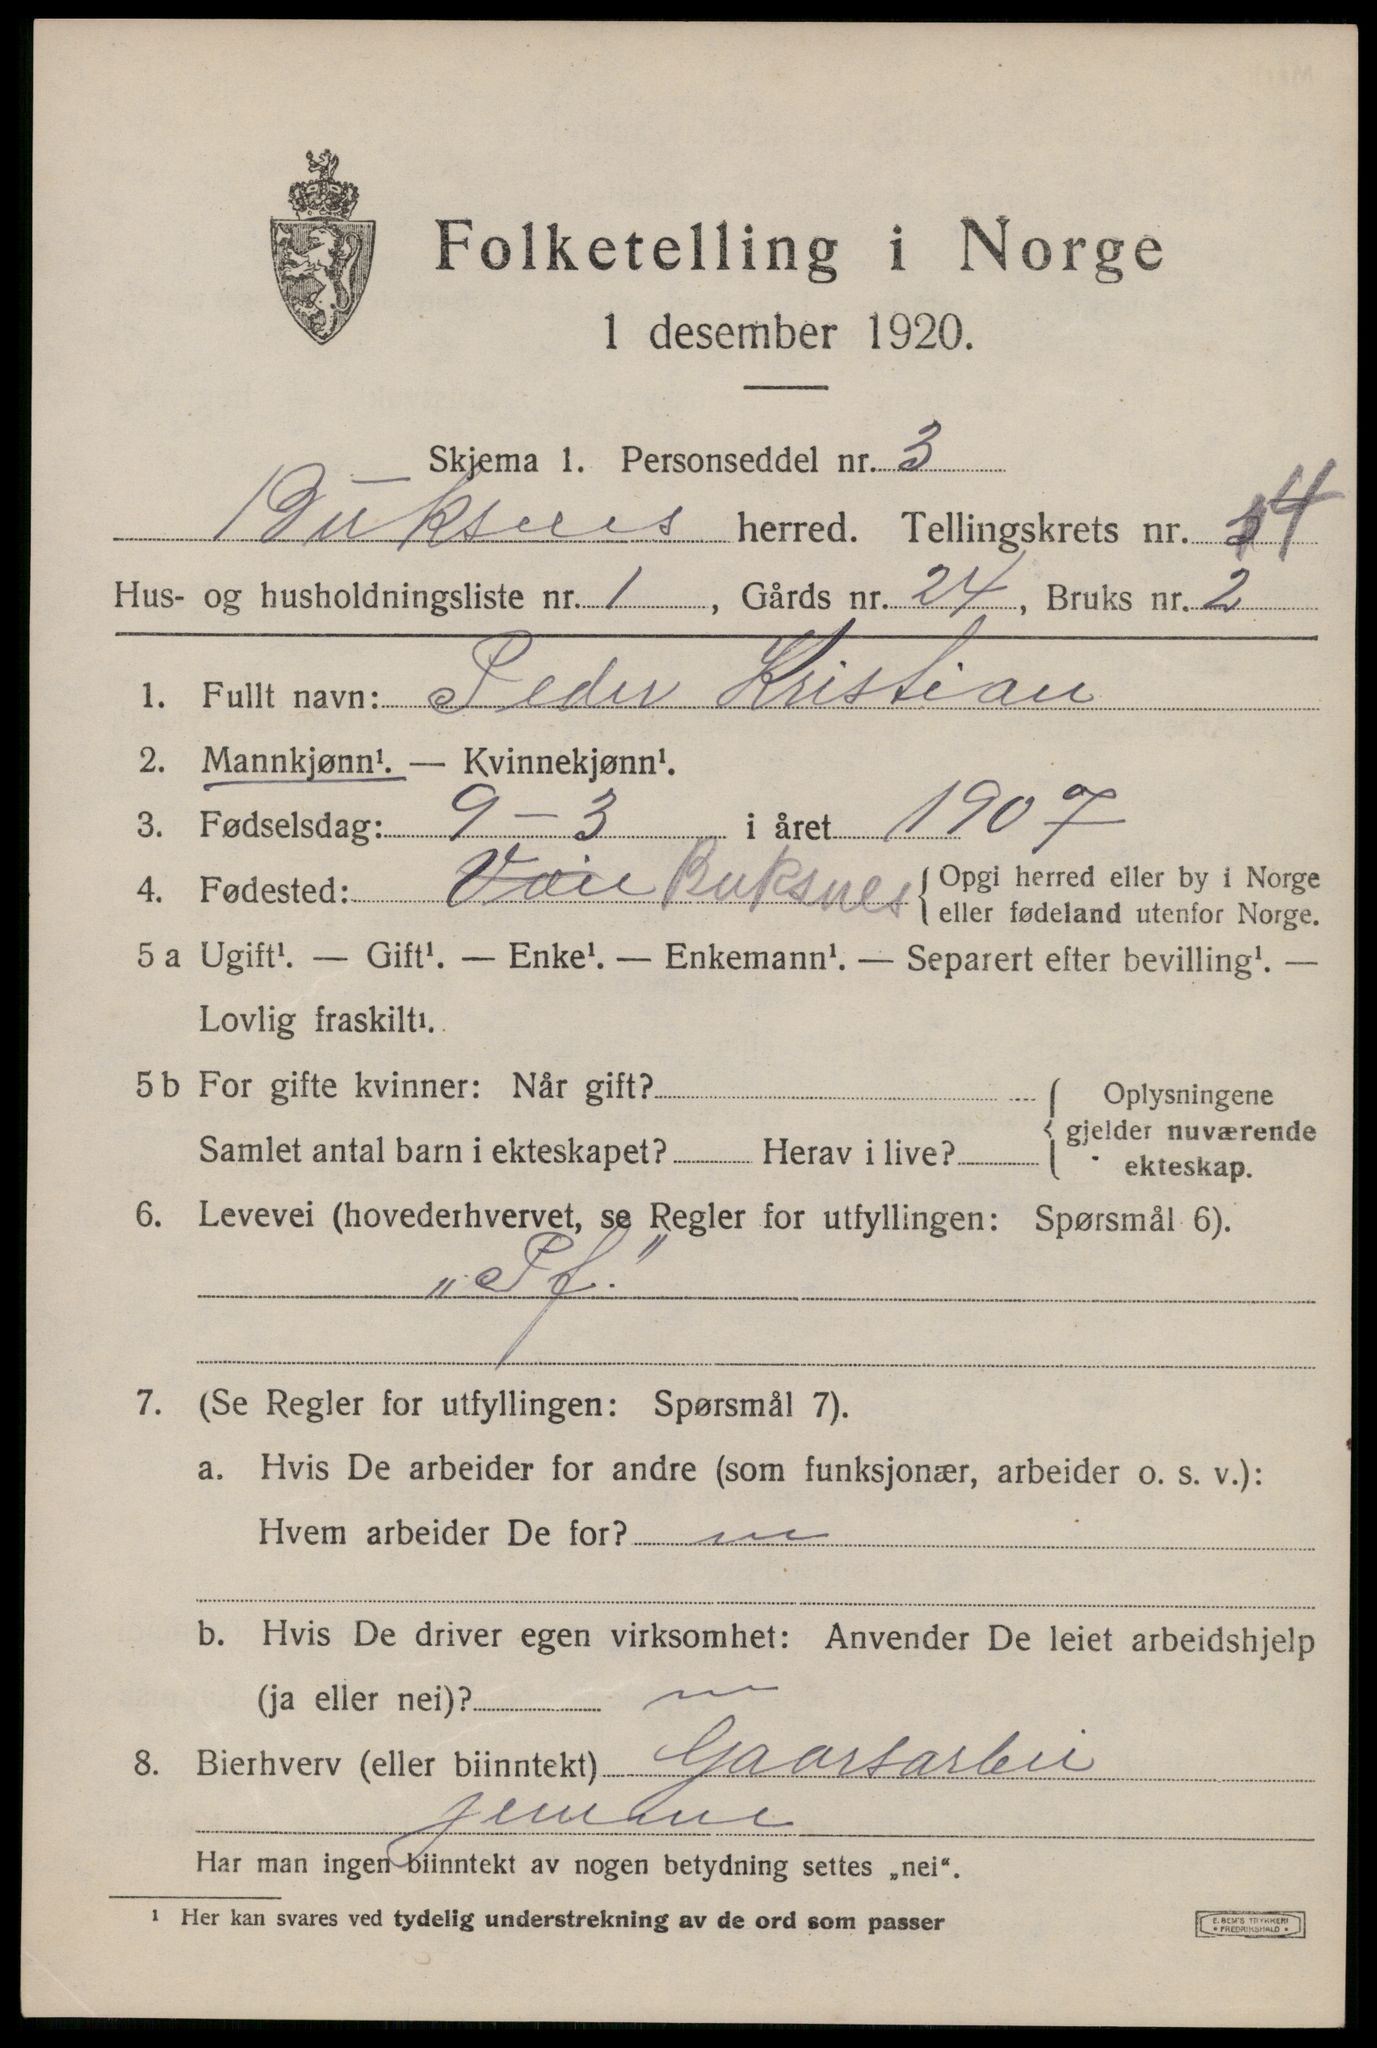 Folketelling i Norge
1 desember 1920.
Skjema 1. Personseddel nr. 3
Buksnes herred. Tellingskrets nr. 14
Hus- og husholdningsliste nr. 1, Gårds nr. 24, Bruks nr. 2
1. Fullt navn: Peder Kristian
2. Mannkjønn¹. — Kvinnekjønn¹.
3. Fødselsdag: 9-3 i året 1907
4. Fødested: Buksnes { Opgi herred eller by i Norge
eller fødeland utenfor Norge.
5 a Ugift¹. — Gift¹. — Enke¹. — Enkemann¹. — Separert efter bevilling¹. —
Lovlig fraskilt¹.
5 b For gifte kvinner: Når gift? { Oplysningene
gjelder nuværende
Samlet antal barn i ekteskapet? Herav i live? ekteskap.
6. Levevei (hovederhvervet, se Regler for utfyllingen: Spørsmål 6).
„Pf."
7. (Se Regler for utfyllingen: Spørsmål 7).
a. Hvis De arbeider for andre (som funksjonær, arbeider o. s. v.):
Hvem arbeider De for?
b. Hvis De driver egen virksomhet: Anvender De leiet arbeidshjelp
(ja eller nei)?
8. Bierhverv (eller biinntekt) Gaarsarbei
jemme
Har man ingen biinntekt av nogen betydning settes „nei“.
¹ Her kan svares ved tydelig understrekning av de ord som passer
E. BEM'S TRYKKERI
* FREDRIKSHALD *